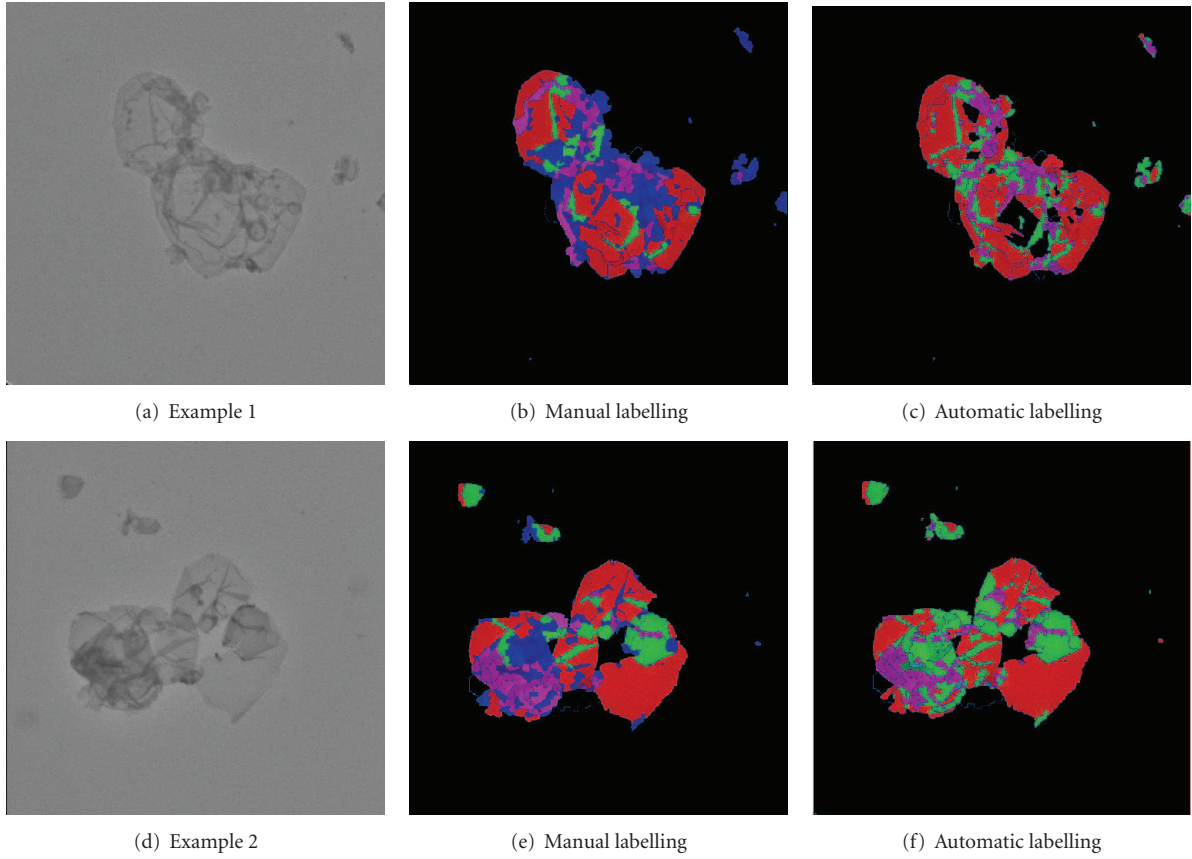 (a) Example 1
(b) Manual labelling
(c) Automatic labelling
(d) Example 2
(e) Manual labelling
(f) Automatic labelling